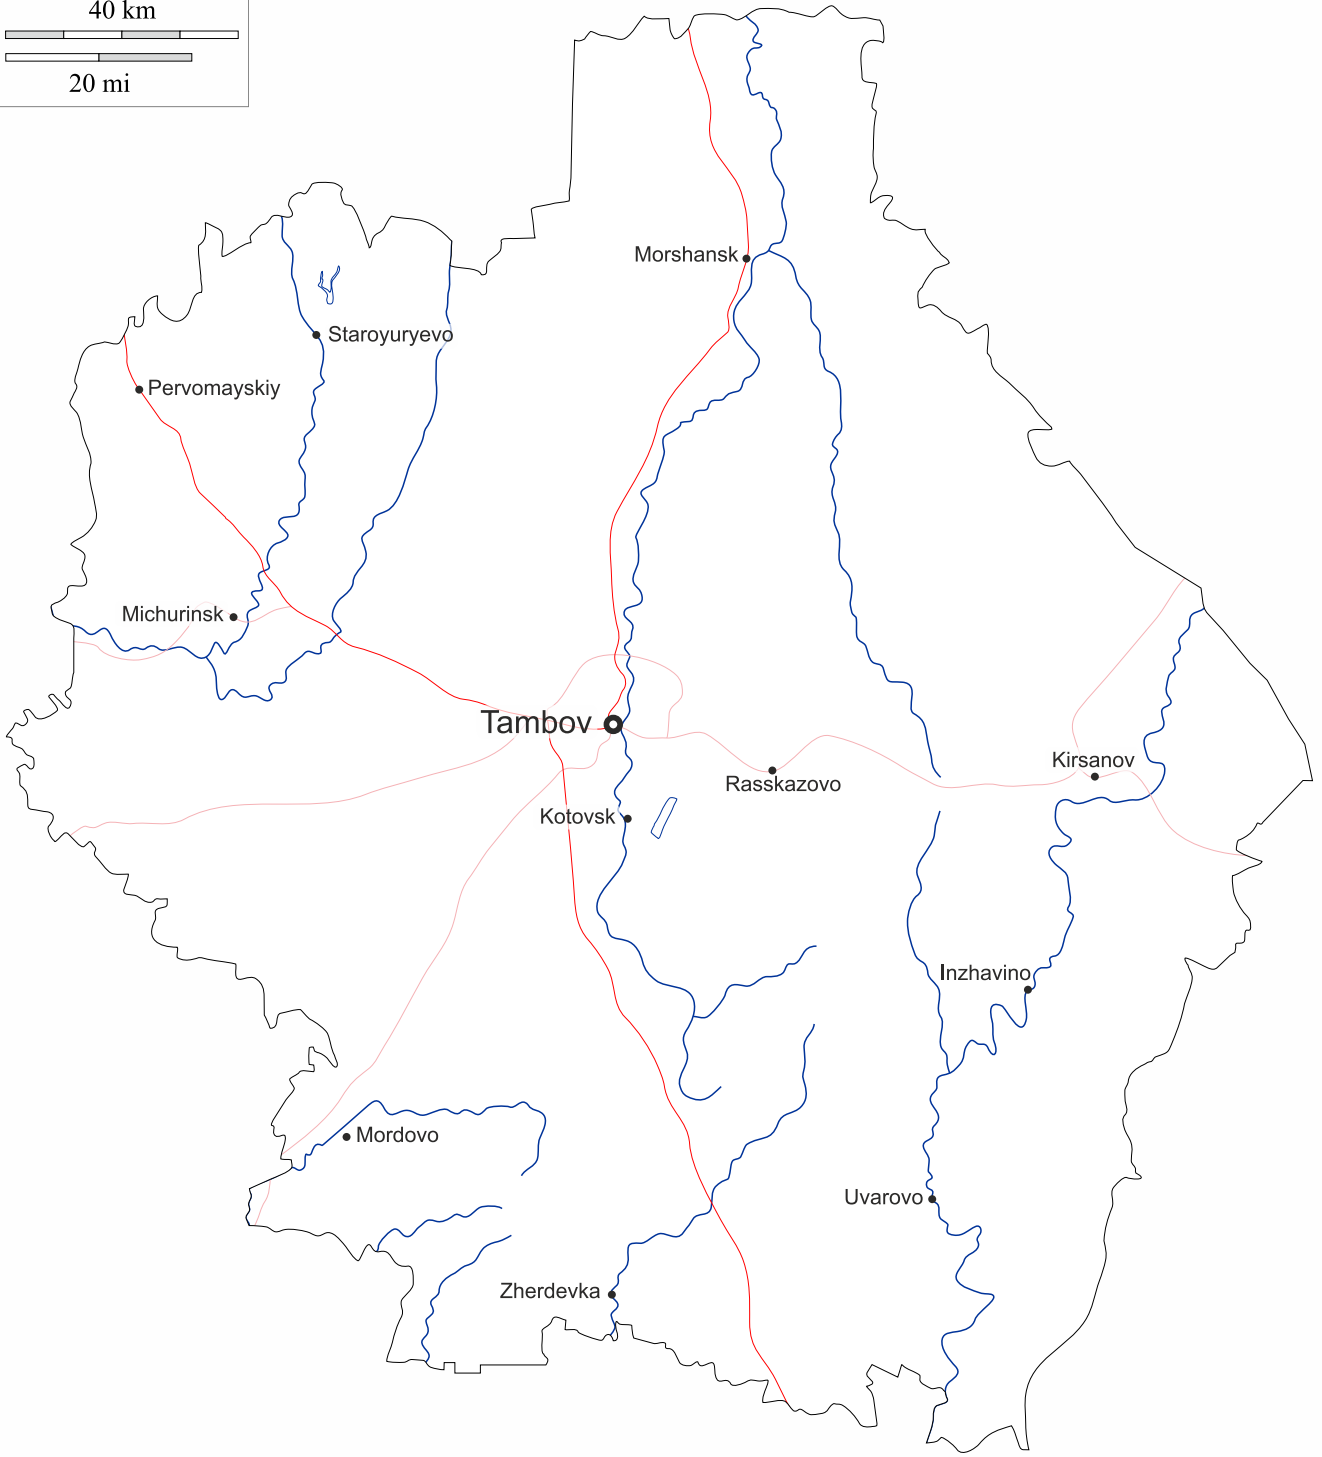 40 km
20 mi
Morshansk
Staroyuryevo
Pervomayskiy
Michurinsk
Tambov
Kirsanov
Rasskazovo
Kotovsk
Inzhavino
Mordovo
Uvarovo
Zherdevka